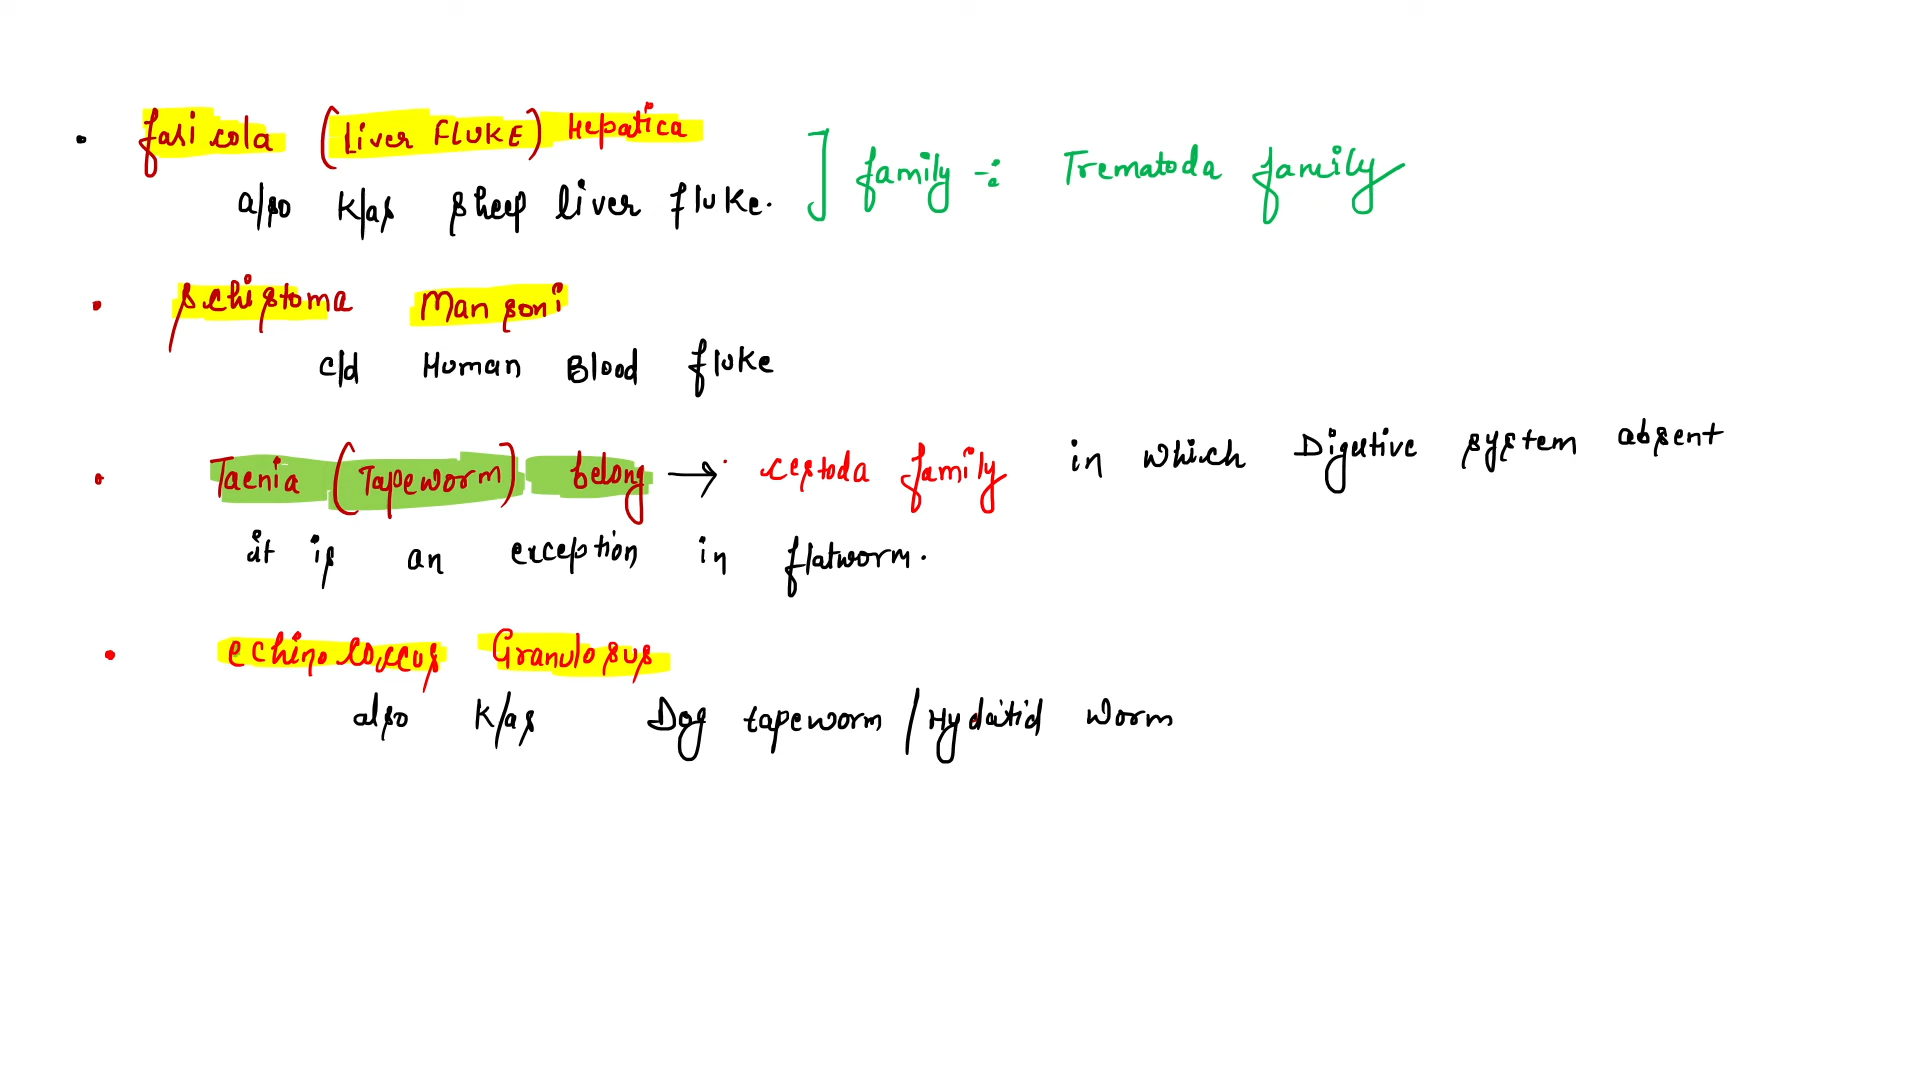 • fasicola (Liver FLUKE) Hepatica
also k/as sheep liver fluke.
] family -: Trematoda family
• schistoma Mansoni
c/d Human Blood fluke
• Taenia (Tapeworm) belong → cestoda family in which Digestive system absent
it is an exception in flatworm.
• echinococcus Granulosus
also k/as Dog tapeworm / Hydatid worm